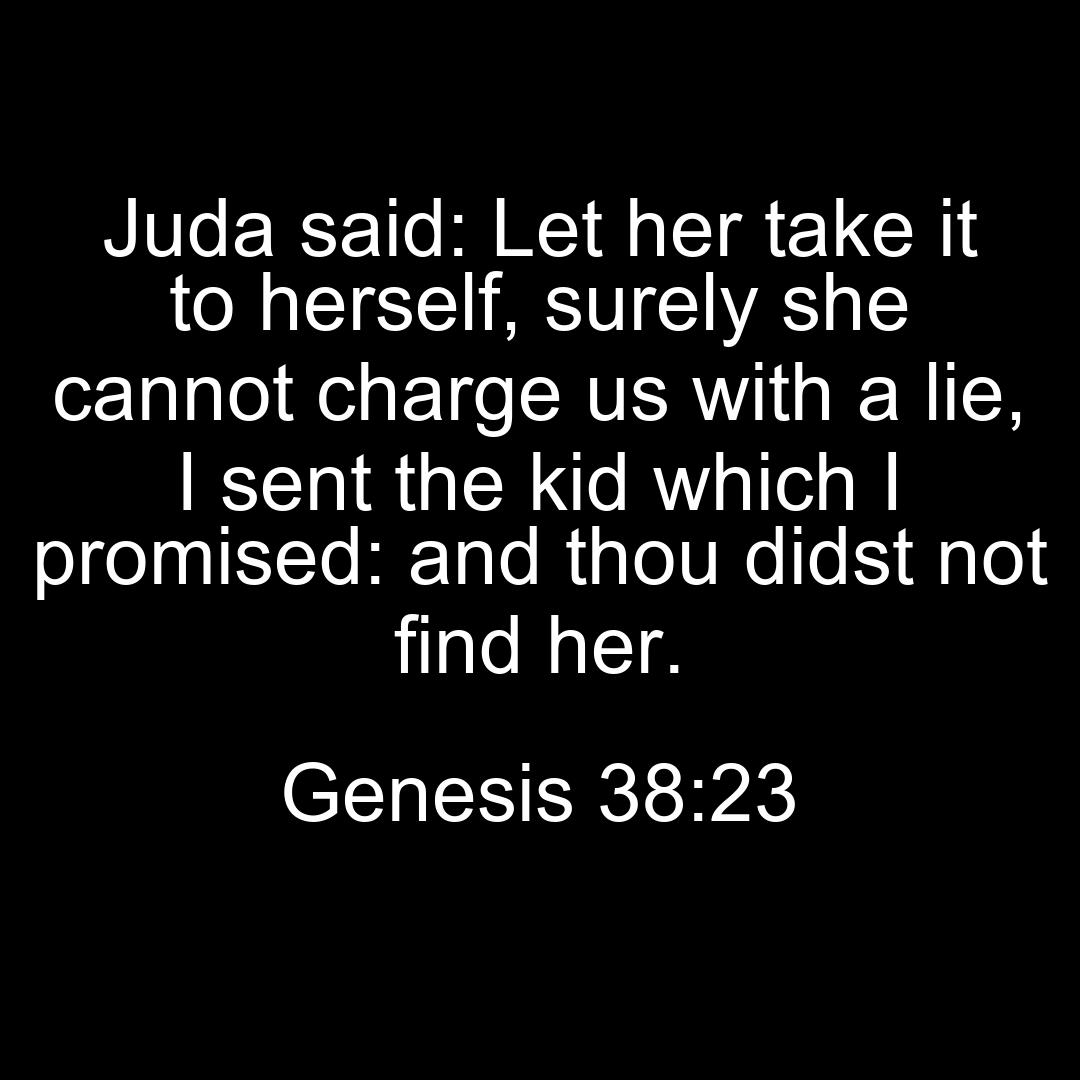 Juda said: Let her take it
to herself, surely she
cannot charge us with a lie,
I sent the kid which I
promised: and thou didst not
find her.
Genesis 38:23